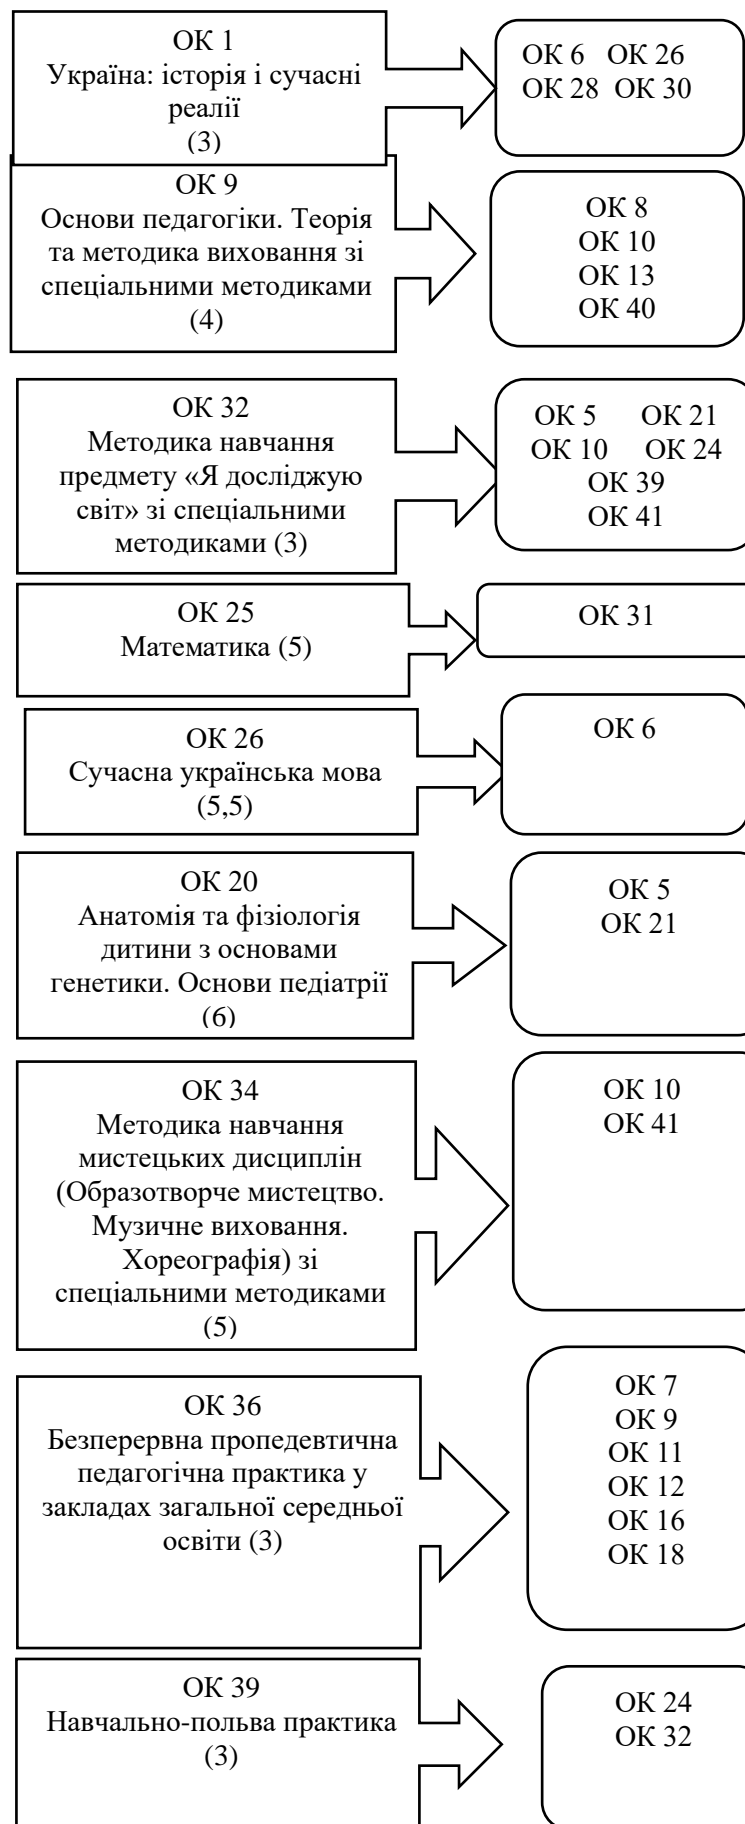 ОК 1
Україна: історія і сучасні
реалії
(3)
ОК 6 ОК 26
ОК 28 ОК 30
ОК 9
Основи педагогіки. Теорія
та методика виховання зі
спеціальними методиками
(4)
ОК 8
ОК 10
ОК 13
ОК 40
ОК 32
Методика навчання
предмету «Я досліджую
світ» зі спеціальними
методиками (3)
ОК 5 ОК 21
ОК 10 ОК 24
ОК 39
ОК 41
ОК 25
Математика (5)
ОК 31
ОК 26
Сучасна українська мова
(5,5)
ОК 6
ОК 20
Анатомія та фізіологія
дитини з основами
генетики. Основи педіатрії
(6)
ОК 5
ОК 21
ОК 34
Методика навчання
мистецьких дисциплін
(Образотворче мистецтво.
Музичне виховання.
Хореографія) зі
спеціальними методиками
(5)
ОК 10
ОК 41
ОК 36
Безперервна пропедевтична
педагогічна практика у
закладах загальної середньої
освіти (3)
ОК 7
ОК 9
ОК 11
ОК 12
ОК 16
ОК 18
ОК 39
Навчально-польва практика
(3)
ОК 24
ОК 32